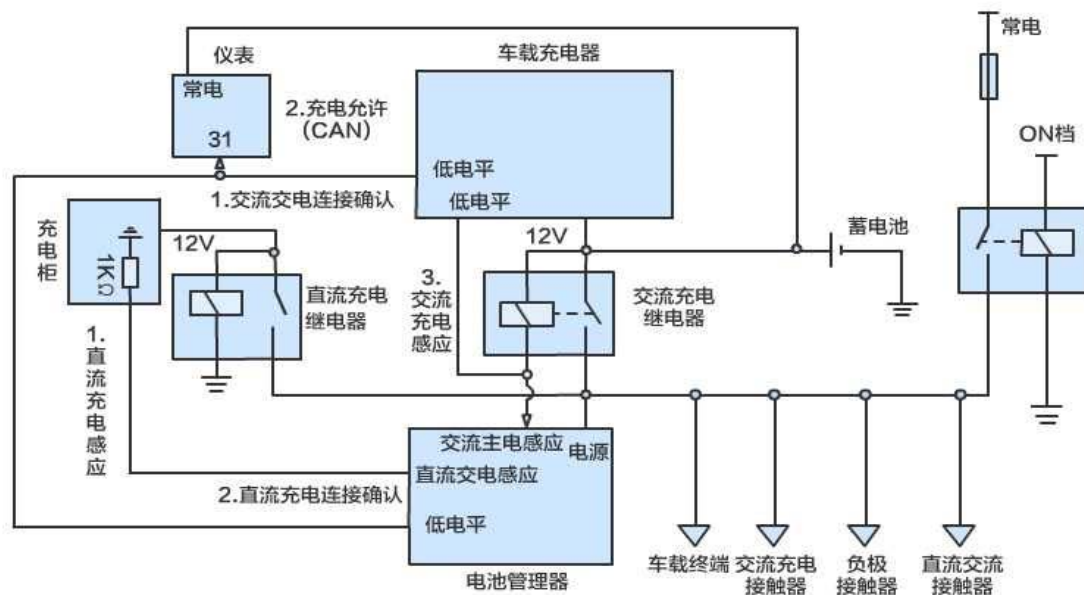 仪表
常电
31
2.充电允许
(CAN)
车载充电器
低电平
低电平
常电
ON档
1.交流交电连接确认
充电柜
1KΩ
12V
直流充电
继电器
1.直流充电感应
3.交流充电感应
12V
交流充电
继电器
蓄电池
交流主电感应
电源
直流交电感应
2.直流充电连接确认
低电平
电池管理器
车载终端
交流充电
接触器
负极
接触器
直流交流
接触器